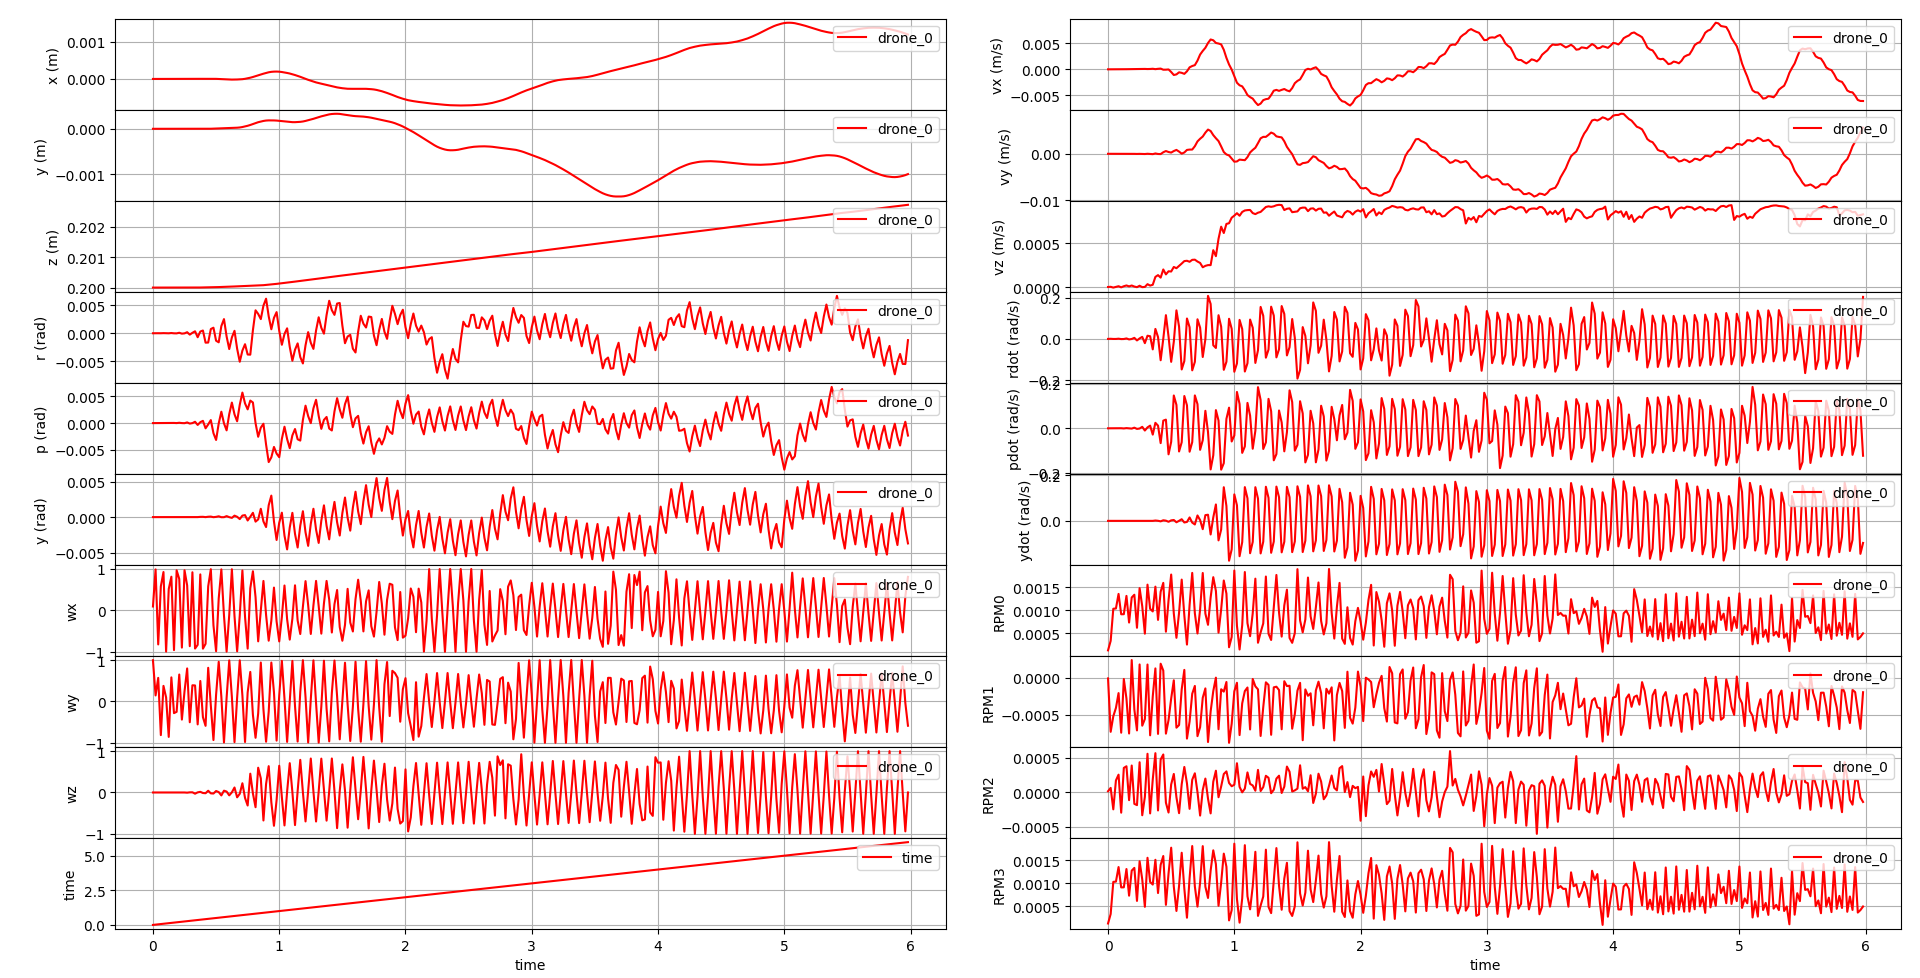 x (m)
0.001
0.000
drone_0
y (m)
0.000
−0.001
drone_0
z (m)
0.202
0.201
0.200
drone_0
r (rad)
0.005
0.000
−0.005
drone_0
p (rad)
0.005
0.000
−0.005
drone_0
y (rad)
0.005
0.000
−0.005
drone_0
wx
1
0
−1
drone_0
wy
1
0
−1
drone_0
wz
1
0
−1
drone_0
time
5.0
2.5
0.0
time
0 1 2 3 4 5 6
time
vx (m/s)
0.005
0.000
−0.005
drone_0
vy (m/s)
0.00
−0.01
drone_0
vz (m/s)
0.0005
0.0000
drone_0
rdot (rad/s)
0.2
0.0
−0.2
drone_0
pdot (rad/s)
0.2
0.0
−0.2
drone_0
ydot (rad/s)
0.2
0.0
drone_0
RPM0
0.0015
0.0010
0.0005
drone_0
RPM1
0.0000
−0.0005
drone_0
RPM2
0.0005
0.0000
−0.0005
drone_0
RPM3
0.0015
0.0010
0.0005
drone_0
0 1 2 3 4 5 6
time